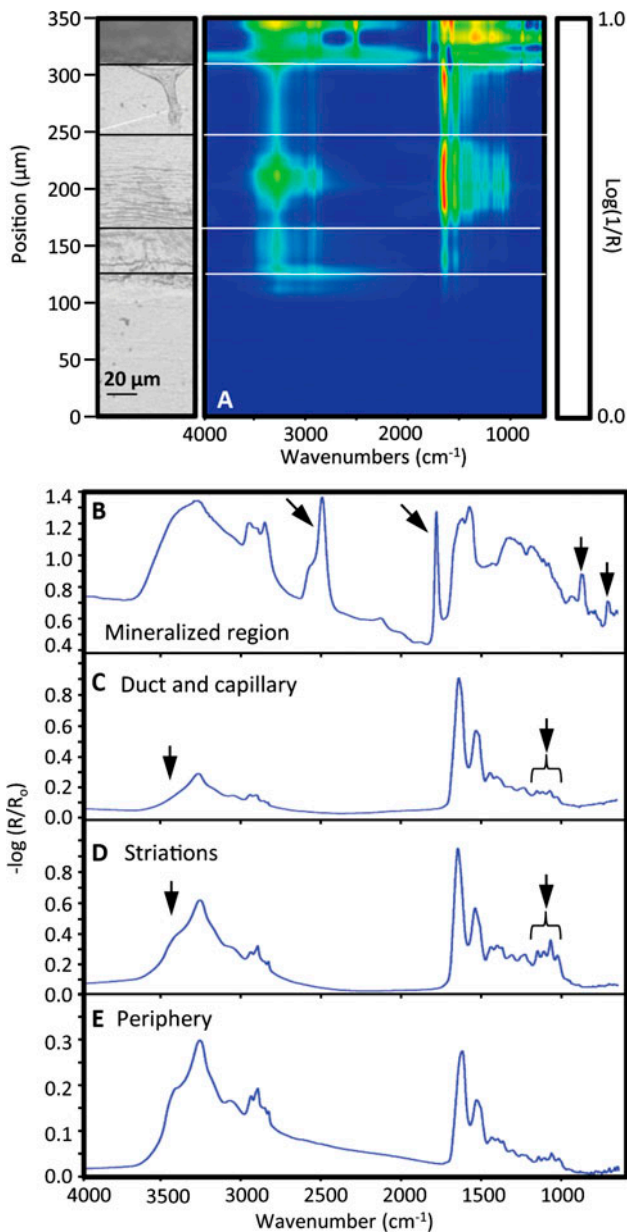 350
300
250
200
150
100
50
0
Position (µm)
20 µm
A
4000 3000 2000 1000
Wavenumbers (cm-1)
1.0
0.0
Log(1/R)
B
1.4
1.2
1.0
0.8
0.6
0.4
Mineralized region
C Duct and capillary
0.8
0.6
0.4
0.2
0.0
D Striations
0.8
0.6
0.4
0.2
0.0
E Periphery
0.3
0.2
0.1
0.0
-log (R/Ro)
4000 3000 2500 2000 1500 1000
Wavenumber (cm-1)